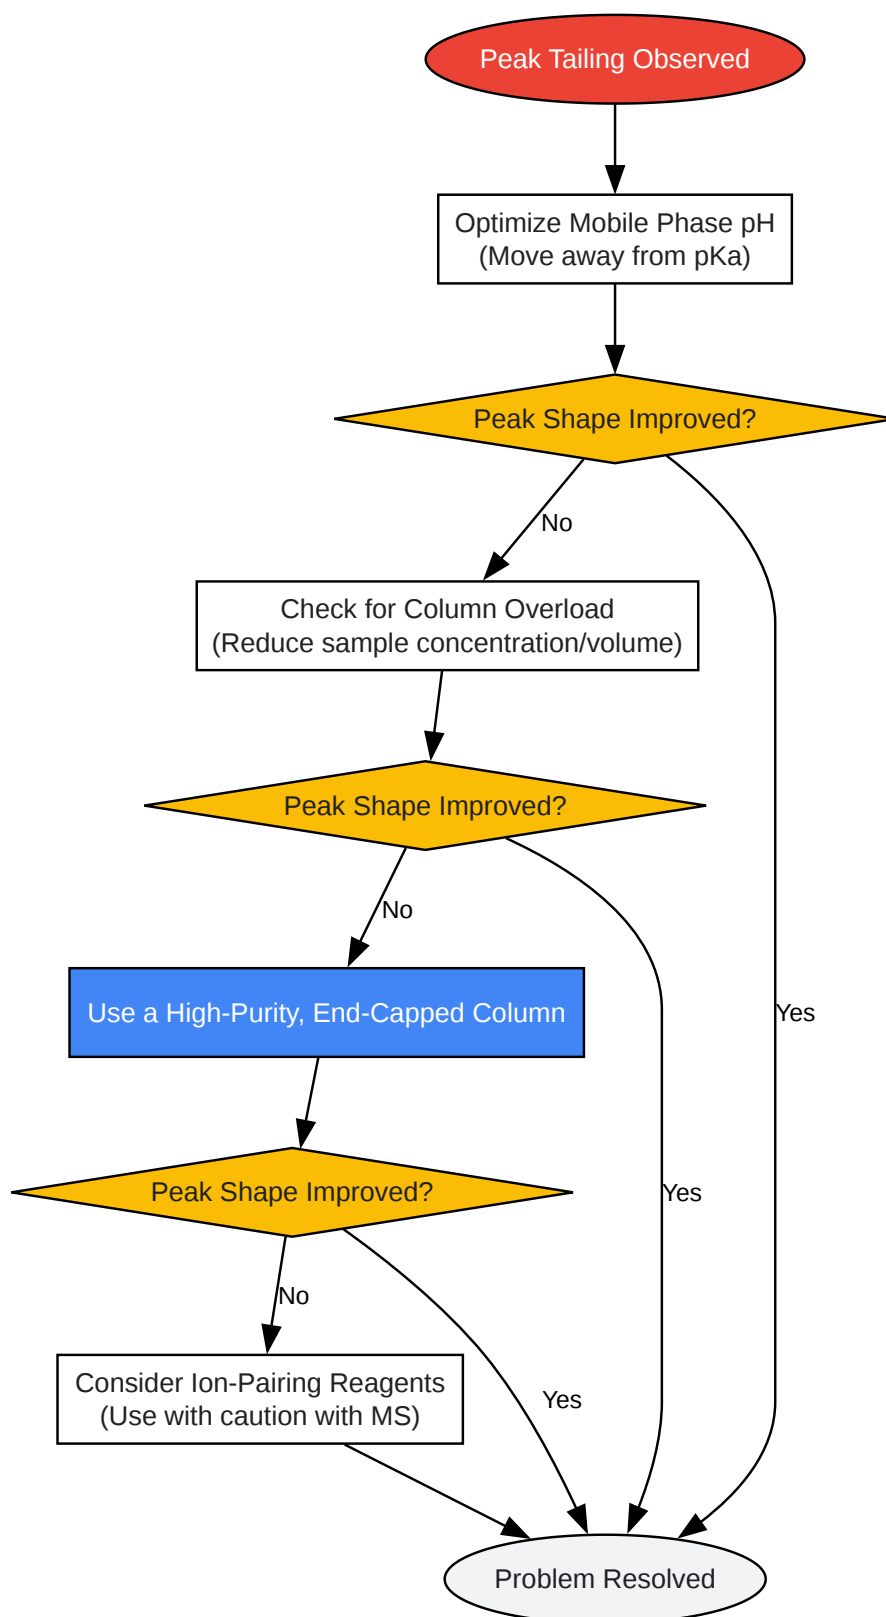 Peak Tailing Observed
Optimize Mobile Phase pH
(Move away from pKa)
Peak Shape Improved?
No
Check for Column Overload
(Reduce sample concentration/volume)
Peak Shape Improved?
No
Use a High-Purity, End-Capped Column
Yes
Peak Shape Improved?
Yes
No
Consider Ion-Pairing Reagents
(Use with caution with MS)
Yes
Problem Resolved